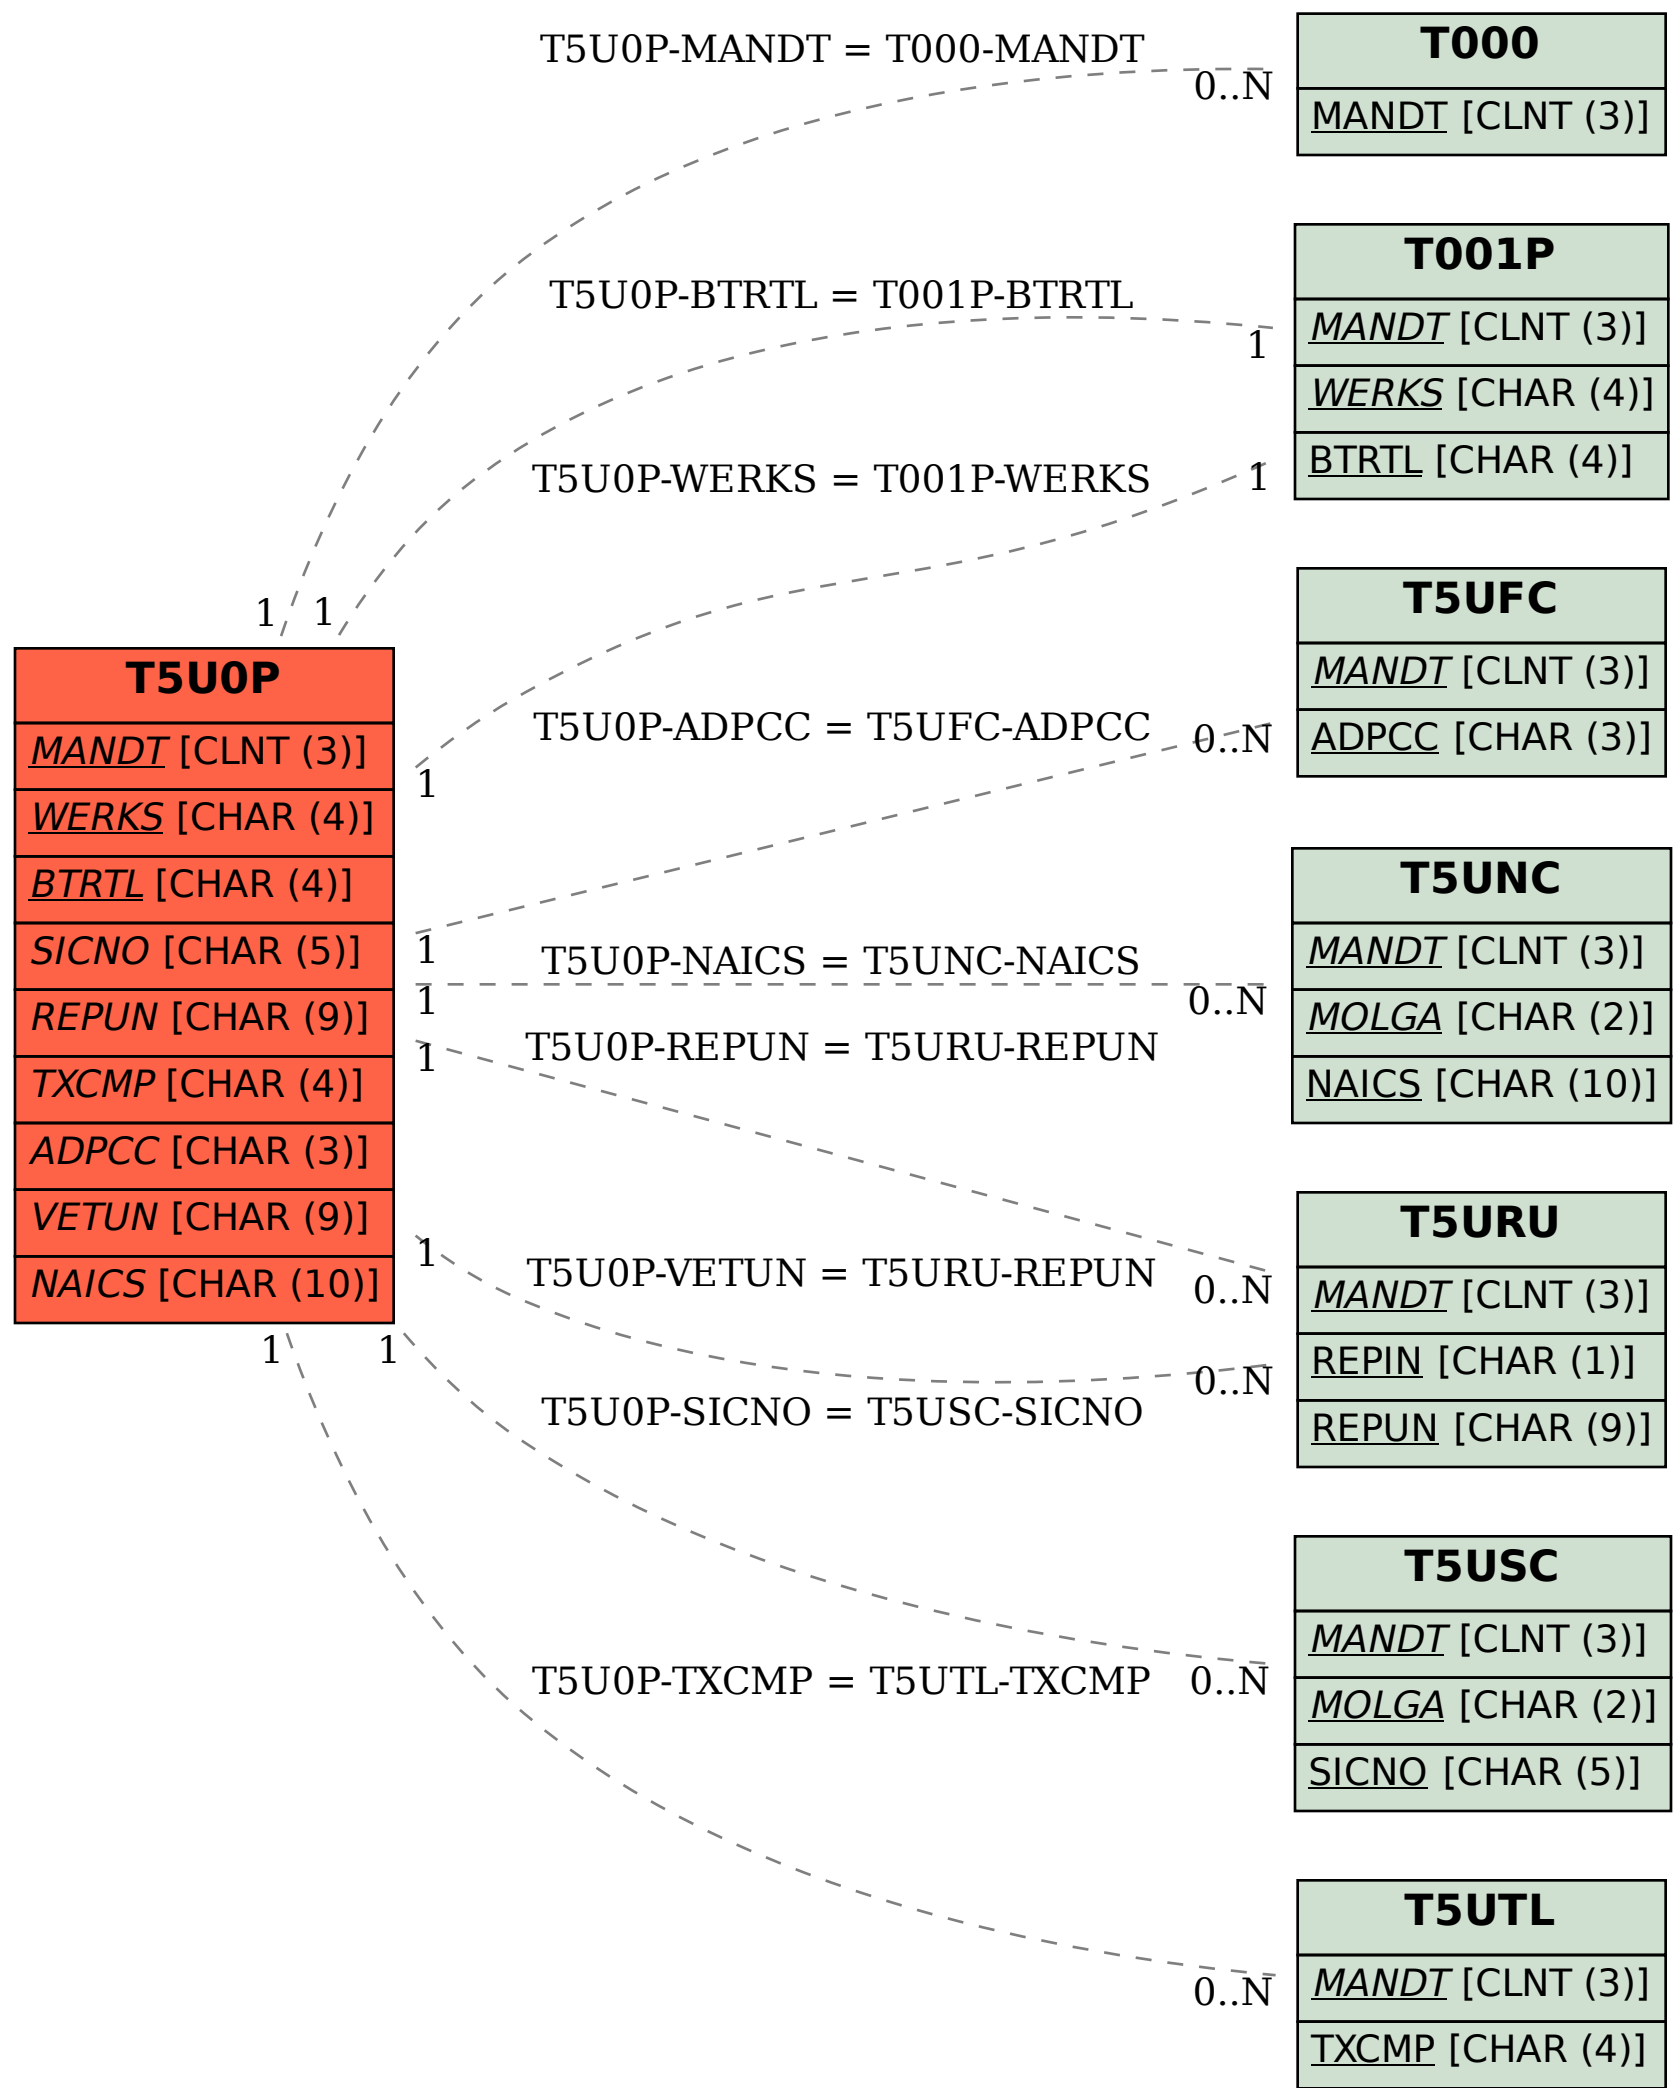 T5U0P-MANDT = T000-MANDT
0..N
1
T000
MANDT [CLNT (3)]
T5U0P-BTRTL = T001P-BTRTL
1
1
T5U0P-WERKS = T001P-WERKS
1
1
T001P
MANDT [CLNT (3)]
WERKS [CHAR (4)]
BTRTL [CHAR (4)]
T5U0P
MANDT [CLNT (3)]
WERKS [CHAR (4)]
BTRTL [CHAR (4)]
SICNO [CHAR (5)]
REPUN [CHAR (9)]
TXCMP [CHAR (4)]
ADPCC [CHAR (3)]
VETUN [CHAR (9)]
NAICS [CHAR (10)]
T5U0P-ADPCC = T5UFC-ADPCC
0..N
1
T5UFC
MANDT [CLNT (3)]
ADPCC [CHAR (3)]
T5U0P-NAICS = T5UNC-NAICS
1
0..N
T5UNC
MANDT [CLNT (3)]
MOLGA [CHAR (2)]
NAICS [CHAR (10)]
T5U0P-REPUN = T5URU-REPUN
1
0..N
T5U0P-VETUN = T5URU-REPUN
1
0..N
T5URU
MANDT [CLNT (3)]
REPIN [CHAR (1)]
REPUN [CHAR (9)]
T5U0P-SICNO = T5USC-SICNO
1
0..N
T5USC
MANDT [CLNT (3)]
MOLGA [CHAR (2)]
SICNO [CHAR (5)]
T5U0P-TXCMP = T5UTL-TXCMP
1
0..N
T5UTL
MANDT [CLNT (3)]
TXCMP [CHAR (4)]